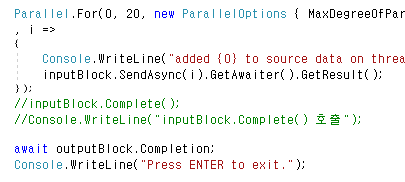 Parallel.For(0, 20, new ParallelOptions { MaxDegreeOfPar
, i =>
{
Console.WriteLine("added {0} to source data on threa
inputBlock.SendAsync(i).GetAwaiter().GetResult();
});
//inputBlock.Complete();
//Console.WriteLine("inputBlock.Complete() 호출");
await outputBlock.Completion;
Console.WriteLine("Press ENTER to exit.");